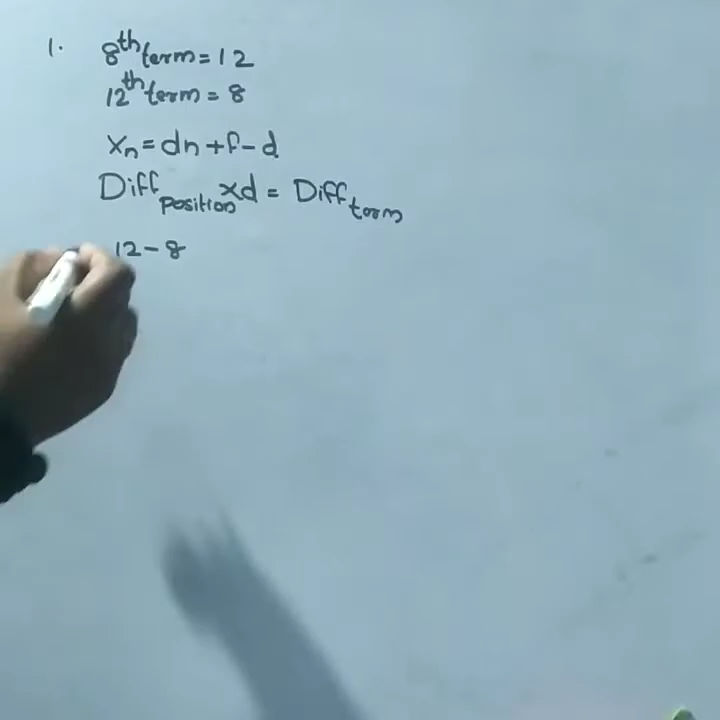 1. 8th term = 12
12th term = 8
xn = dn + f - d
Diff position x d = Diff term
12 - 8